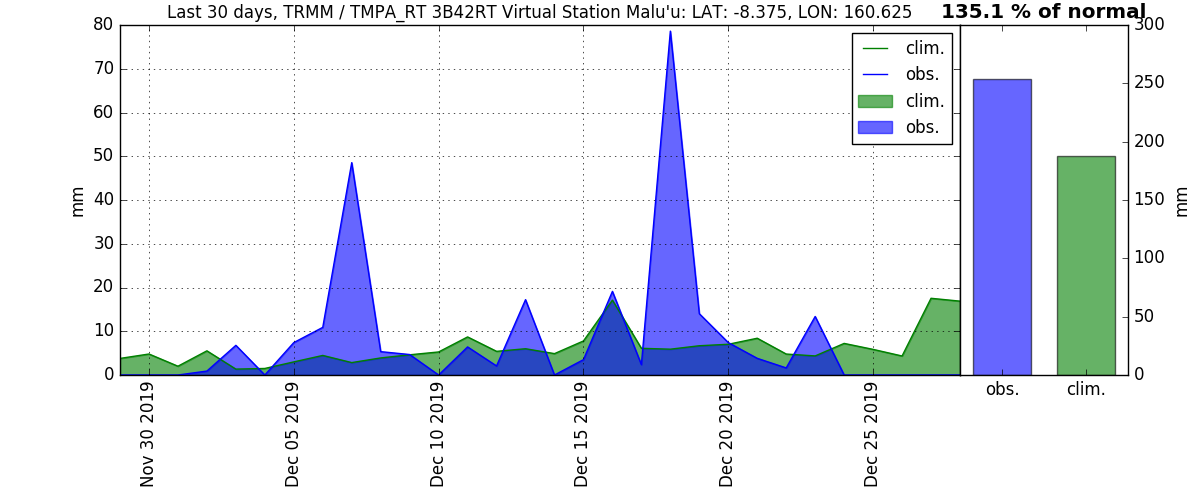 Last 30 days, TRMM / TMPA_RT 3B42RT Virtual Station Malu'u: LAT: -8.375, LON: 160.625
135.1 % of normal
80
70
60
50
40
30
20
10
0
mm
clim.
obs.
clim.
obs.
Nov 30 2019
Dec 05 2019
Dec 10 2019
Dec 15 2019
Dec 20 2019
Dec 25 2019
300
250
200
150
100
50
0
mm
obs.
clim.